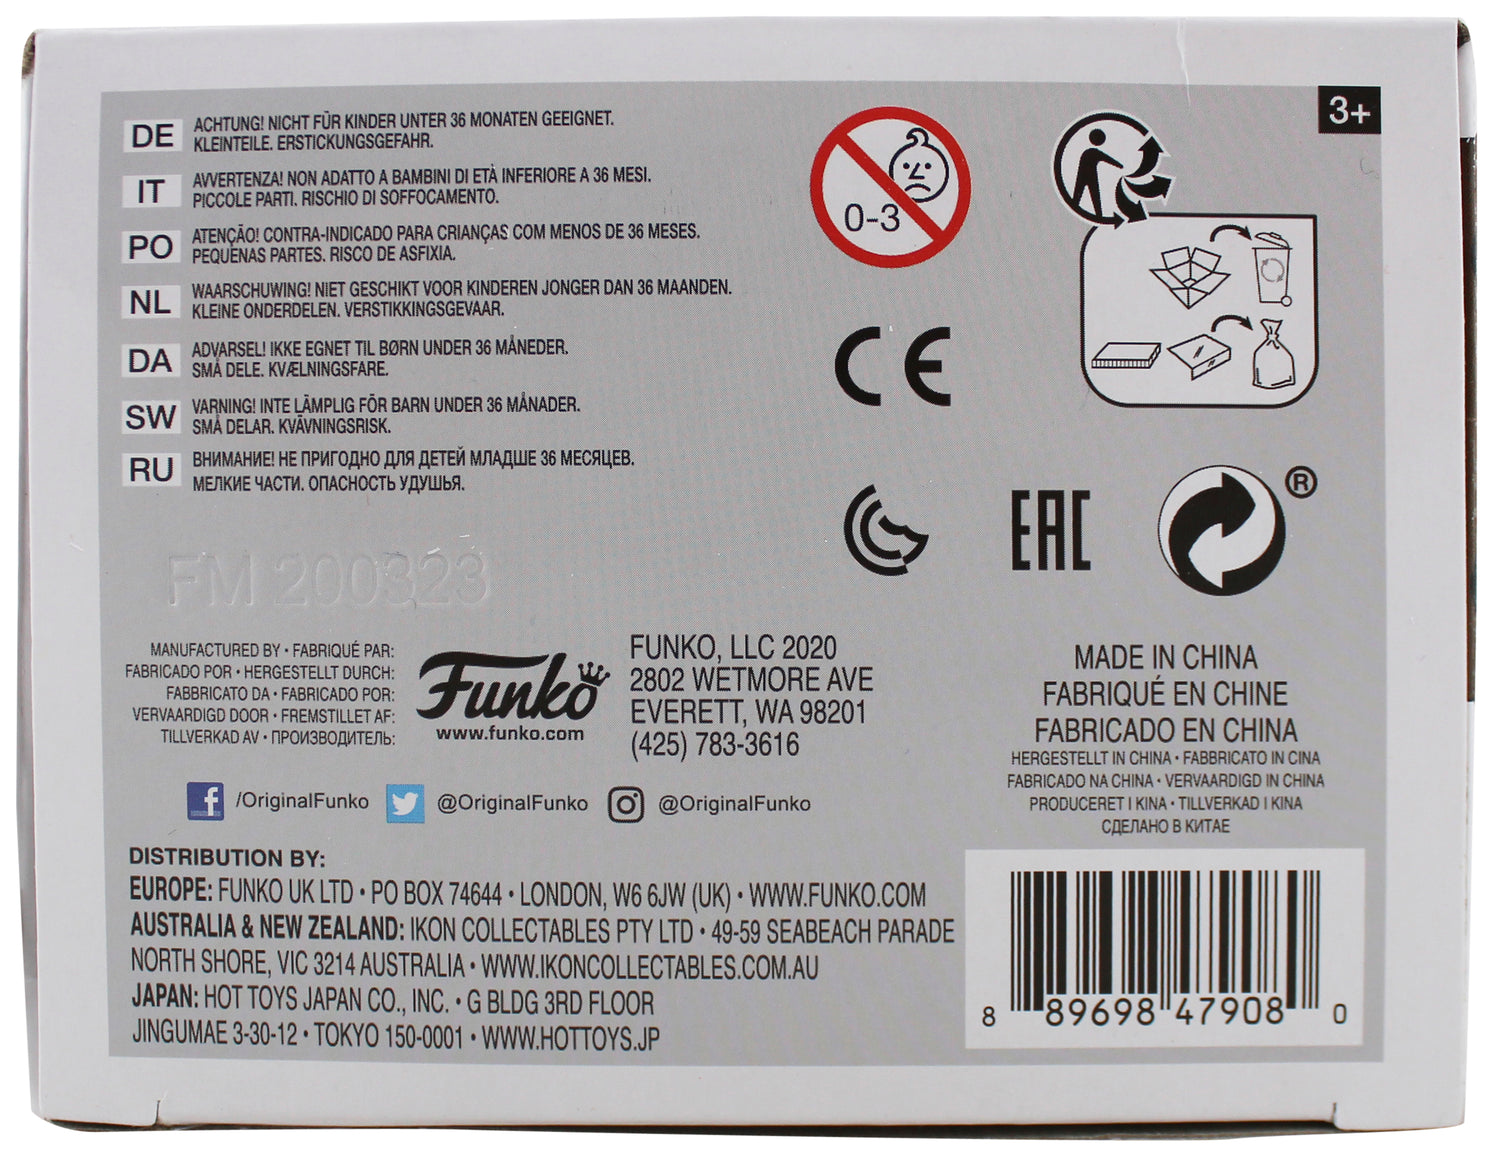 3+
DE ACHTUNG! NICHT FÜR KINDER UNTER 36 MONATEN GEEIGNET.
KLEINTEILE. ERSTICKUNGSGEFAHR.
IT AVVERTENZA! NON ADATTO A BAMBINI DI ETÀ INFERIORE A 36 MESI.
PICCOLE PARTI. RISCHIO DI SOFFOCAMENTO.
PO ATENÇÃO! CONTRA-INDICADO PARA CRIANÇAS COM MENOS DE 36 MESES.
PEQUENAS PARTES. RISCO DE ASFIXIA.
NL WAARSCHUWING! NIET GESCHIKT VOOR KINDEREN JONGER DAN 36 MAANDEN.
KLEINE ONDERDELEN. VERSTIKKINGSGEVAAR.
DA ADVARSEL! IKKE EGNET TIL BØRN UNDER 36 MÅNEDER.
SMÅ DELE. KVÆLNINGSFARE.
SW VARNING! INTE LÄMPLIG FÖR BARN UNDER 36 MÅNADER.
SMÅ DELAR. KVÄVNINGSRISK.
RU ВНИМАНИЕ! НЕ ПРИГОДНО ДЛЯ ДЕТЕЙ МЛАДШЕ 36 МЕСЯЦЕВ.
МЕЛКИЕ ЧАСТИ. ОПАСНОСТЬ УДУШЬЯ.
0-3
CE
EAC
®
FM 200323
MANUFACTURED BY • FABRIQUÉ PAR:
FABRICADO POR • HERGESTELLT DURCH:
FABBRICATO DA • FABRICADO POR:
VERVAARDIGD DOOR • FREMSTILLET AF:
TILLVERKAD AV • ПРОИЗВОДИТЕЛЬ:
Funko
www.funko.com
FUNKO, LLC 2020
2802 WETMORE AVE
EVERETT, WA 98201
(425) 783-3616
MADE IN CHINA
FABRIQUÉ EN CHINE
FABRICADO EN CHINA
HERGESTELLT IN CHINA • FABBRICATO IN CINA
FABRICADO NA CHINA • VERVAARDIGD IN CHINA
PRODUCERET I KINA • TILLVERKAD I KINA
СДЕЛАНО В КИТАЕ
/OriginalFunko @OriginalFunko @OriginalFunko
DISTRIBUTION BY:
EUROPE: FUNKO UK LTD • PO BOX 74644 • LONDON, W6 6JW (UK) • WWW.FUNKO.COM
AUSTRALIA & NEW ZEALAND: IKON COLLECTABLES PTY LTD • 49-59 SEABEACH PARADE
NORTH SHORE, VIC 3214 AUSTRALIA • WWW.IKONCOLLECTABLES.COM.AU
JAPAN: HOT TOYS JAPAN CO., INC. • G BLDG 3RD FLOOR
JINGUMAE 3-30-12 • TOKYO 150-0001 • WWW.HOTTOYS.JP
8 89698 47908 0